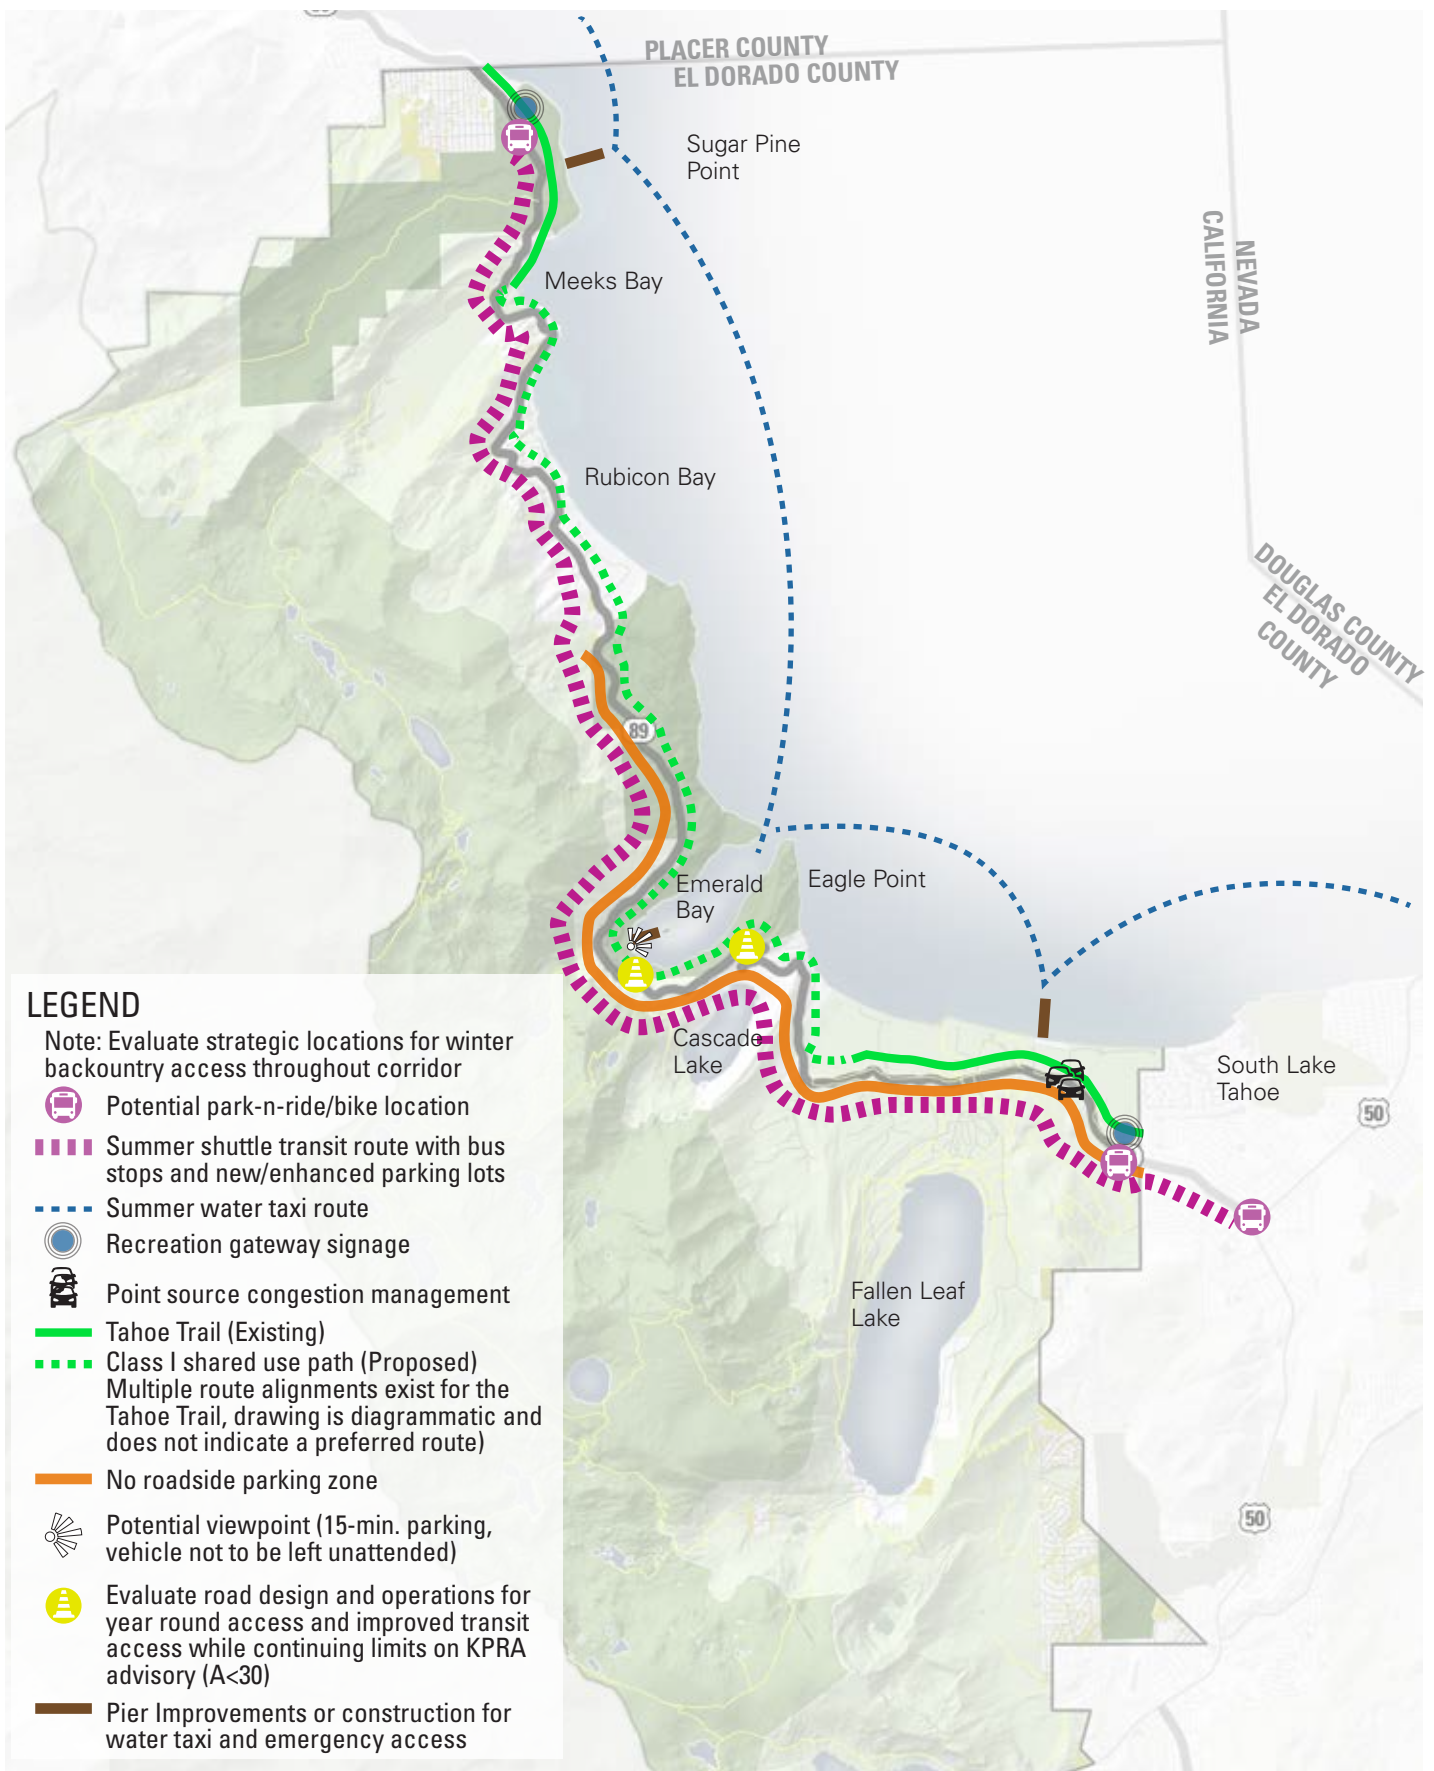 PLACER COUNTY
EL DORADO COUNTY
Sugar Pine
Point
NEVADA
CALIFORNIA
Meeks Bay
Rubicon Bay
DOUGLAS COUNTY
EL DORADO
COUNTY
89
Emerald
Bay
Eagle Point
Cascade
Lake
South Lake
Tahoe
50
Fallen Leaf
Lake
50
LEGEND
Note: Evaluate strategic locations for winter
backountry access throughout corridor
Potential park-n-ride/bike location
Summer shuttle transit route with bus
stops and new/enhanced parking lots
Summer water taxi route
Recreation gateway signage
Point source congestion management
Tahoe Trail (Existing)
Class I shared use path (Proposed)
Multiple route alignments exist for the
Tahoe Trail, drawing is diagrammatic and
does not indicate a preferred route)
No roadside parking zone
Potential viewpoint (15-min. parking,
vehicle not to be left unattended)
Evaluate road design and operations for
year round access and improved transit
access while continuing limits on KPRA
advisory (A<30)
Pier Improvements or construction for
water taxi and emergency access